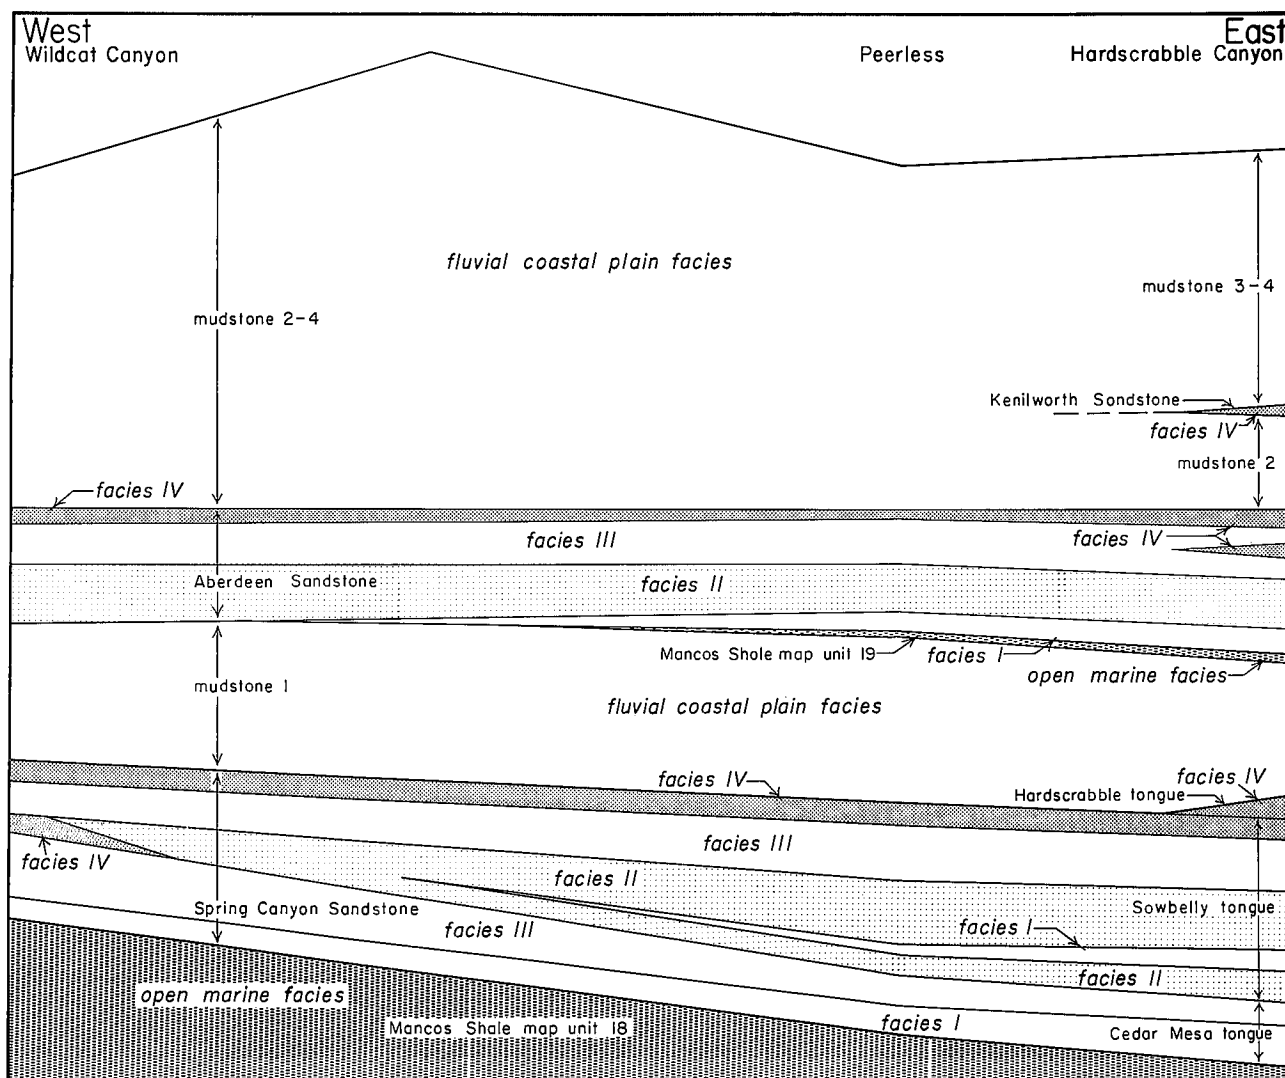 West
East
Wildcat Canyon
Peerless
Hardscrabble Canyon
fluvial coastal plain facies
mudstone 3-4
mudstone 2-4
Kenilworth Sondstone
facies IV
mudstone 2
facies IV
facies III
facies IV
Aberdeen Sandstone
facies II
Mancos Shole map unit 19
facies I
open marine facies
mudstone 1
fluvial coastal plain facies
facies IV
facies IV
Hardscrabble tongue
facies III
facies IV
facies II
Spring Canyon Sandstone
Sowbelly tongue
facies III
facies I
facies II
open marine facies
Mancos Shale map unit 18
facies I
Cedar Mesa tongue